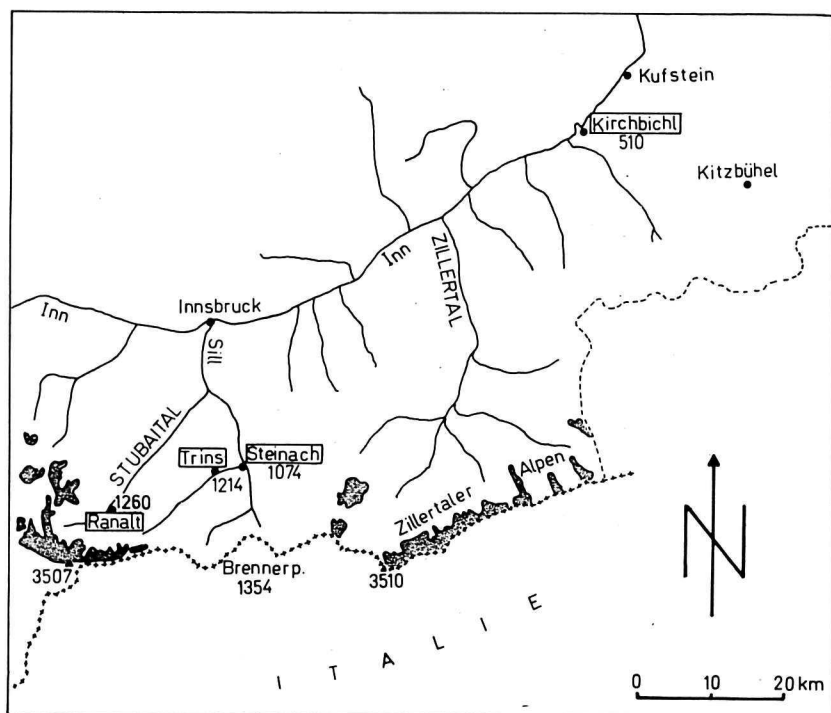 Kufstein
Kirchbichl
510
Kitzbühel
Inn
ZILLERTAL
Innsbruck
Inn
Sill
STUBAITAL
Trins
1214
Steinach
1074
1260
Ranalt
Zillertaler Alpen
3507
Brennerp.
1354
3510
ITALIE
N
0 10 20 km